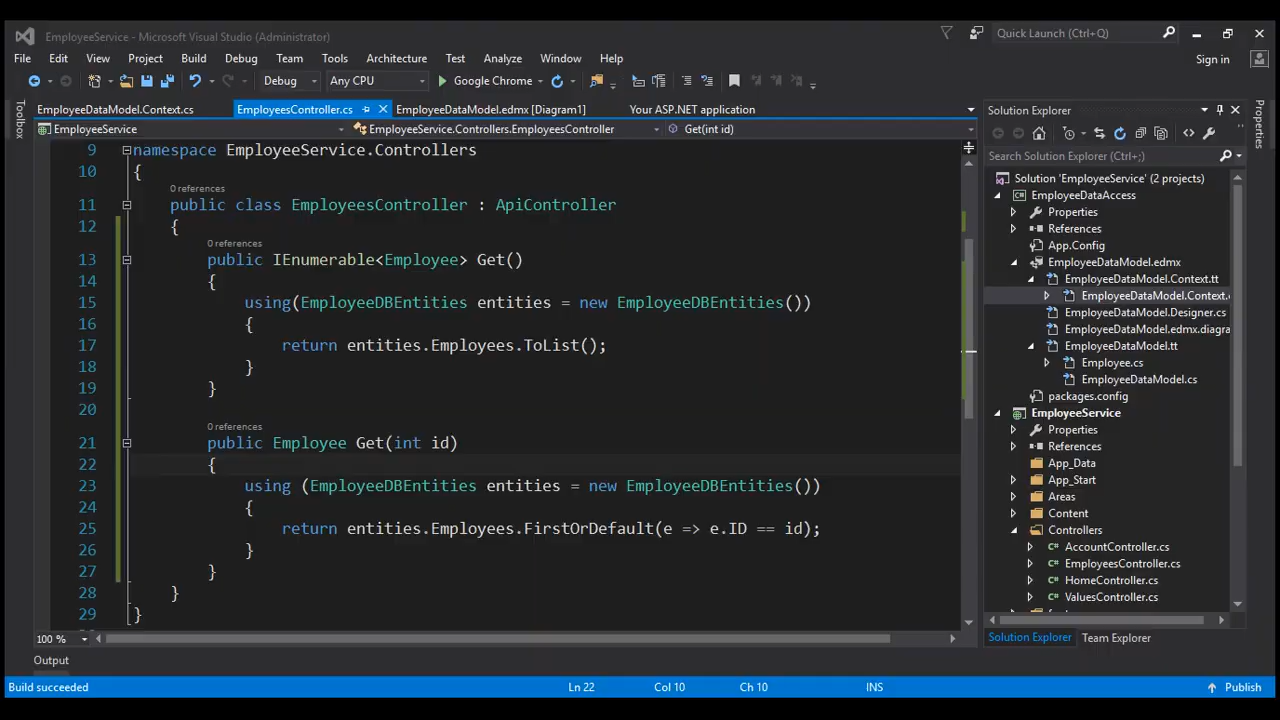 EmployeeService - Microsoft Visual Studio (Administrator)
Quick Launch (Ctrl+Q)
File Edit View Project Build Debug Team Tools Architecture Test Analyze Window Help
Sign in
Debug Any CPU Google Chrome
Toolbox
EmployeeDataModel.Context.cs EmployeesController.cs EmployeeDataModel.edmx [Diagram1] Your ASP.NET application
EmployeeService EmployeeService.Controllers.EmployeesController Get(int id)
9 namespace EmployeeService.Controllers
10 {
0 references
11 public class EmployeesController : ApiController
12 {
0 references
13 public IEnumerable<Employee> Get()
14 {
15 using(EmployeeDBEntities entities = new EmployeeDBEntities())
16 {
17 return entities.Employees.ToList();
18 }
19 }
20
0 references
21 public Employee Get(int id)
22 {
23 using (EmployeeDBEntities entities = new EmployeeDBEntities())
24 {
25 return entities.Employees.FirstOrDefault(e => e.ID == id);
26 }
27 }
28 }
29 }
100 %
Output
Solution Explorer
Search Solution Explorer (Ctrl+;)
Solution 'EmployeeService' (2 projects)
EmployeeDataAccess
Properties
References
App.Config
EmployeeDataModel.edmx
EmployeeDataModel.Context.tt
EmployeeDataModel.Context.
EmployeeDataModel.Designer.cs
EmployeeDataModel.edmx.diagra
EmployeeDataModel.tt
Employee.cs
EmployeeDataModel.cs
packages.config
EmployeeService
Properties
References
App_Data
App_Start
Areas
Content
Controllers
AccountController.cs
EmployeesController.cs
HomeController.cs
ValuesController.cs
Solution Explorer Team Explorer
Properties
Build succeeded Ln 22 Col 10 Ch 10 INS Publish